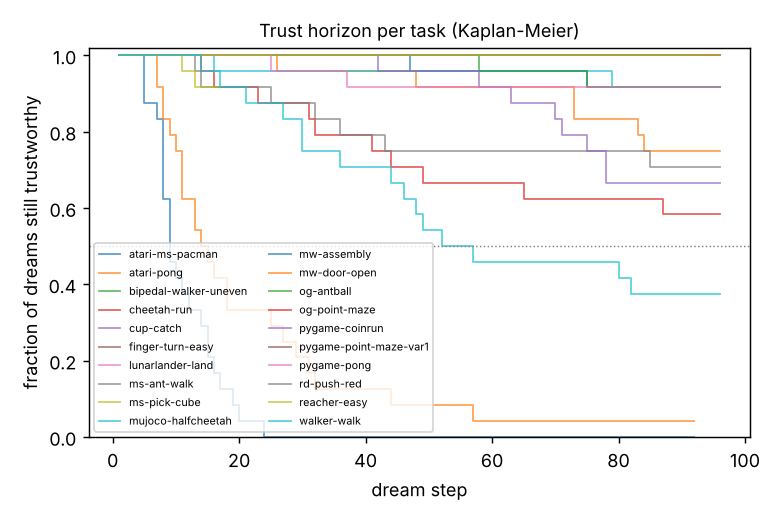 Trust horizon per task (Kaplan-Meier)
fraction of dreams still trustworthy
1.0
0.8
0.6
0.4
0.2
0.0
atari-ms-pacman
atari-pong
bipedal-walker-uneven
cheetah-run
cup-catch
finger-turn-easy
lunarlander-land
ms-ant-walk
ms-pick-cube
mujoco-halfcheetah
mw-assembly
mw-door-open
og-antball
og-point-maze
pygame-coinrun
pygame-point-maze-var1
pygame-pong
rd-push-red
reacher-easy
walker-walk
0
20
40
60
80
100
dream step